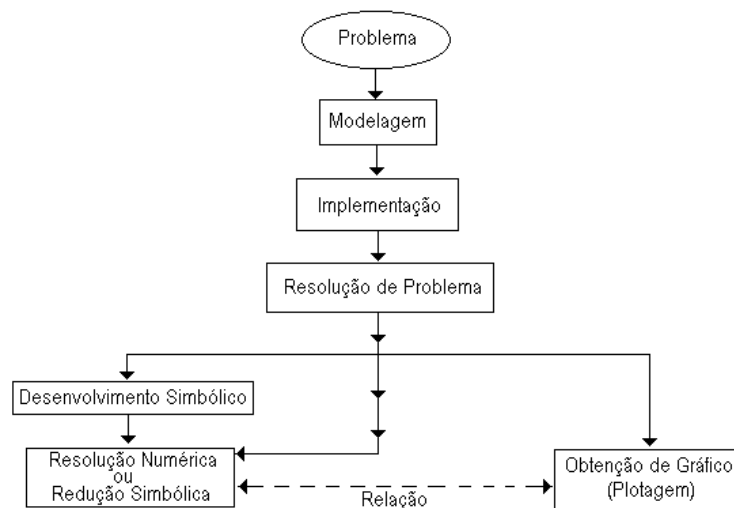 Problema
Modelagem
Implementação
Resolução de Problema
Desenvolvimento Simbólico
Resolução Numérica
ou
Redução Simbólica
Obtenção de Gráfico
(Plotagem)
Relação